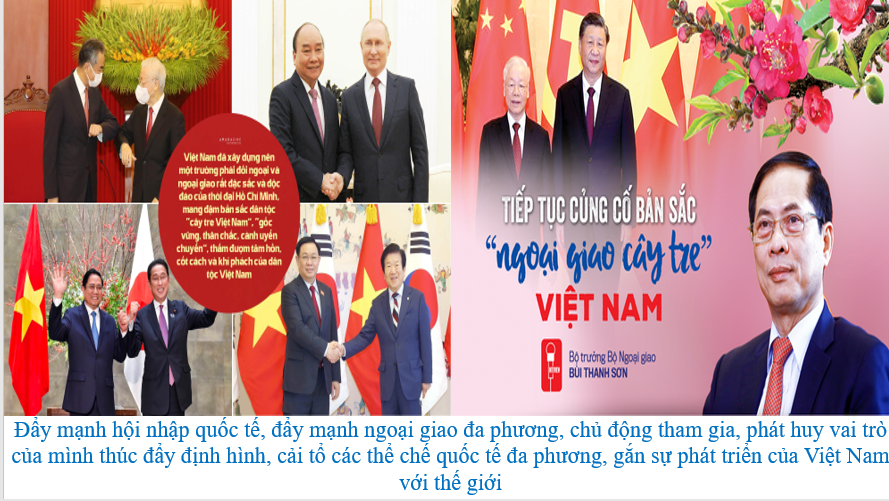 Việt Nam đã xây dựng nên
một trường phái đối ngoại và
ngoại giao rất đặc sắc và độc
đáo của thời đại Hồ Chí Minh,
mang đậm bản sắc dân tộc
"cây tre Việt Nam", "gốc
vững, thân chắc, cành uyển
chuyển", thấm đượm tâm hồn,
cốt cách và khí phách của dân
tộc Việt Nam
TIẾP TỤC CỦNG CỐ BẢN SẮC
"ngoại giao cây tre"
VIỆT NAM
Bộ trưởng Bộ Ngoại giao
BÙI THANH SƠN
Đẩy mạnh hội nhập quốc tế, đẩy mạnh ngoại giao đa phương, chủ động tham gia, phát huy vai trò
của mình thúc đẩy định hình, cải tổ các thể chế quốc tế đa phương, gắn sự phát triển của Việt Nam
với thế giới